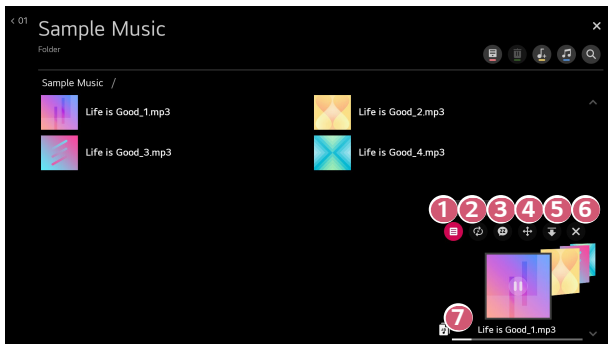 < 01
Sample Music
Folder
Sample Music /
Life is Good_1.mp3
Life is Good_2.mp3
Life is Good_3.mp3
Life is Good_4.mp3
1 2 3 4 5 6
7
Life is Good_1.mp3